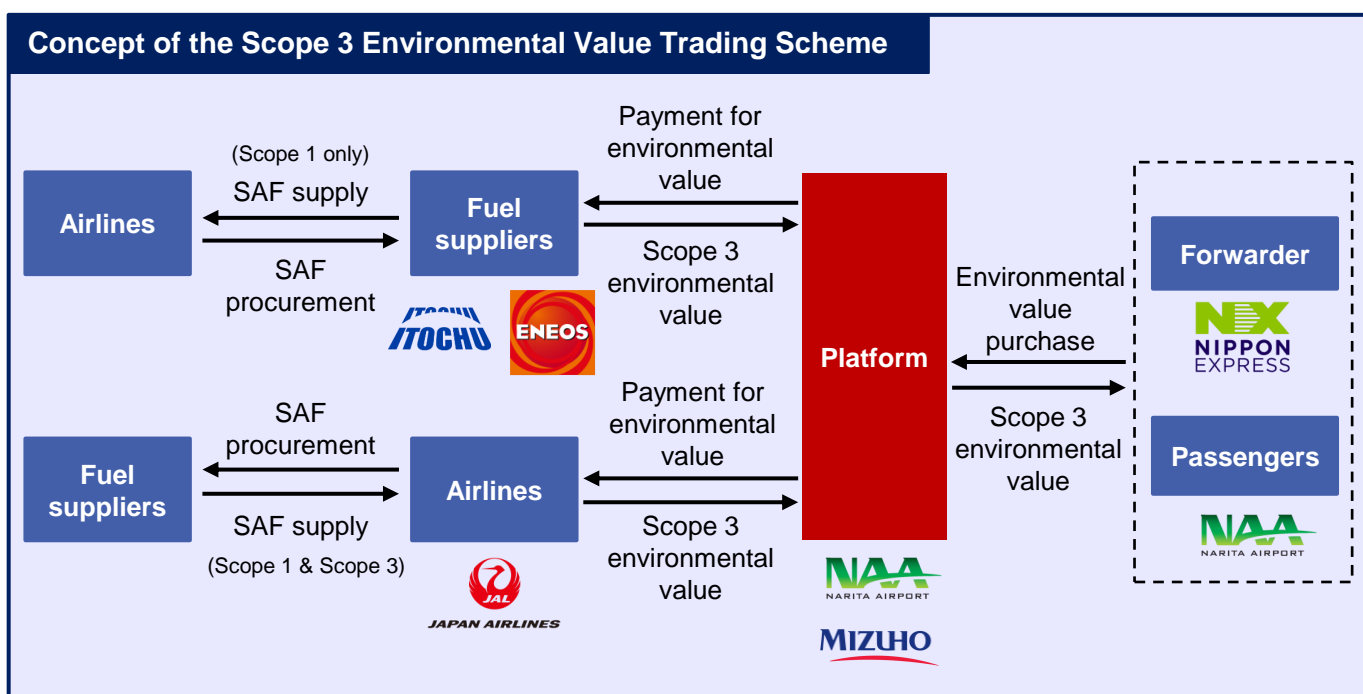 Concept of the Scope 3 Environmental Value Trading Scheme
Airlines
(Scope 1 only)
SAF supply
SAF
procurement
Fuel
suppliers
ITOCHU
ITOCHU
ENEOS
Payment for
environmental
value
Scope 3
environmental
value
Fuel
suppliers
SAF
procurement
SAF supply
(Scope 1 & Scope 3)
Airlines
JAL
JAPAN AIRLINES
Payment for
environmental
value
Scope 3
environmental
value
Platform
NAA
NARITA AIRPORT
MIZUHO
Environmental
value
purchase
Scope 3
environmental
value
Forwarder
NX
NIPPON
EXPRESS
Passengers
NAA
NARITA AIRPORT